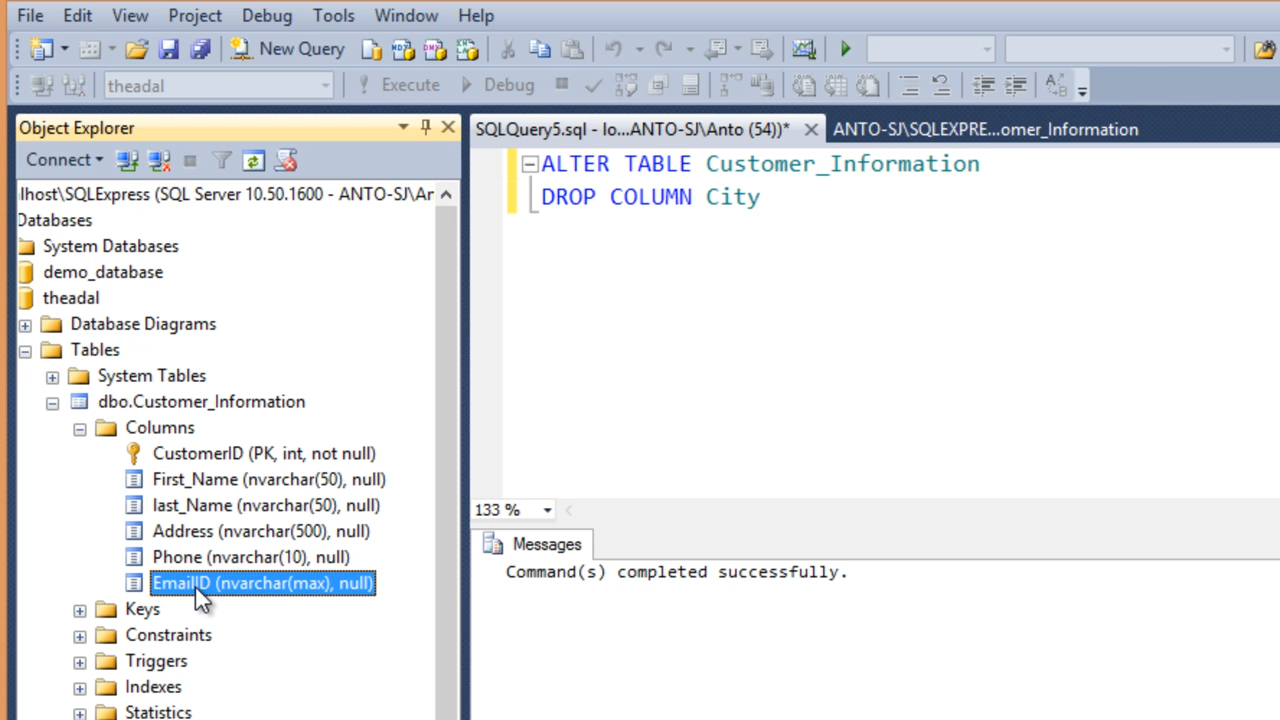 File Edit View Project Debug Tools Window Help
New Query
theadal
Execute
Debug
Object Explorer
SQLQuery5.sql - lo...ANTO-SJ\Anto (54))*
ANTO-SJ\SQLEXPRE...omer_Information
Connect
lhost\SQLExpress (SQL Server 10.50.1600 - ANTO-SJ\Ar
Databases
System Databases
demo_database
theadal
Database Diagrams
Tables
System Tables
dbo.Customer_Information
Columns
CustomerID (PK, int, not null)
First_Name (nvarchar(50), null)
last_Name (nvarchar(50), null)
Address (nvarchar(500), null)
Phone (nvarchar(10), null)
EmailID (nvarchar(max), null)
Keys
Constraints
Triggers
Indexes
Statistics
ALTER TABLE Customer_Information
DROP COLUMN City
133 %
Messages
Command(s) completed successfully.